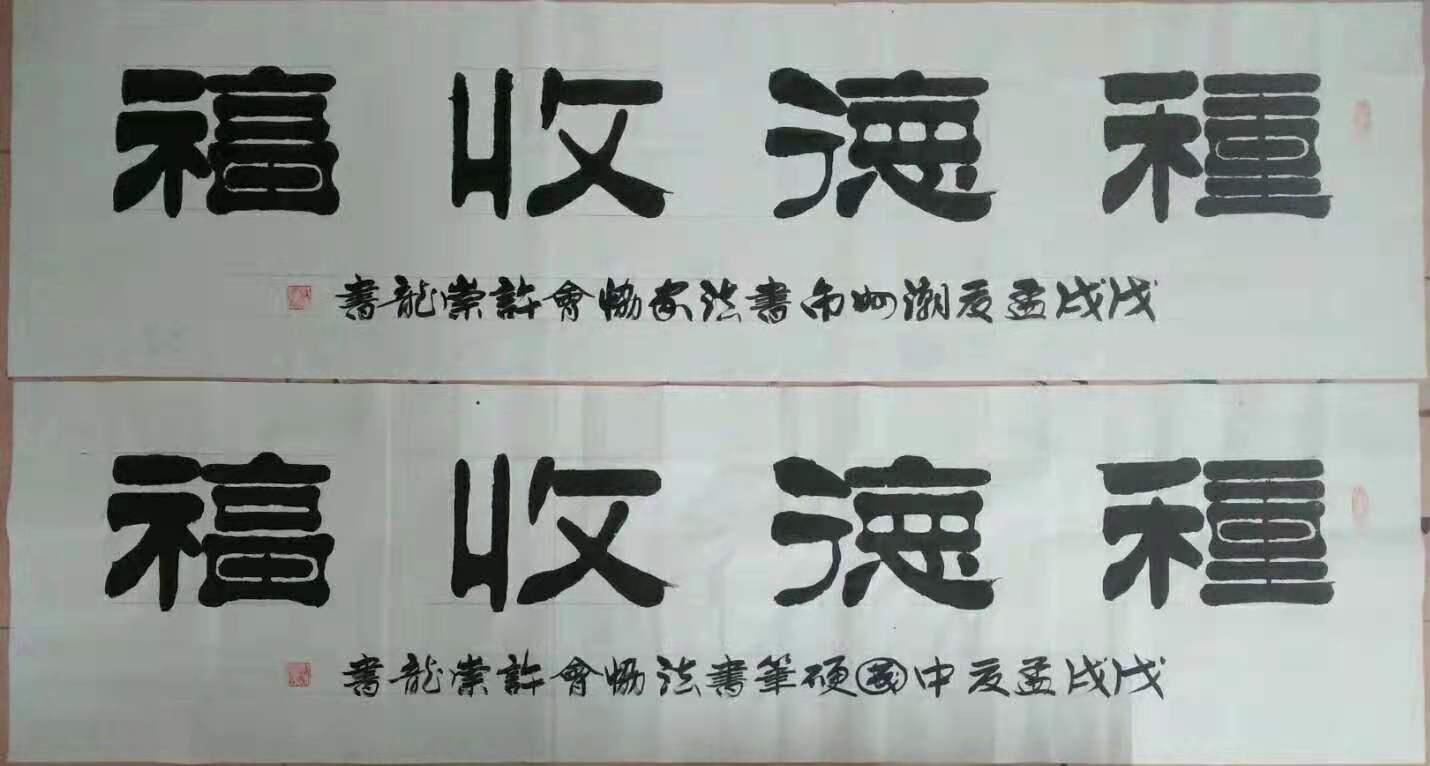 種德收福
戊戌孟夏潮州市書法家協會許崇龍書
種德收福
戊戌孟夏中國硬筆書法協會許崇龍書